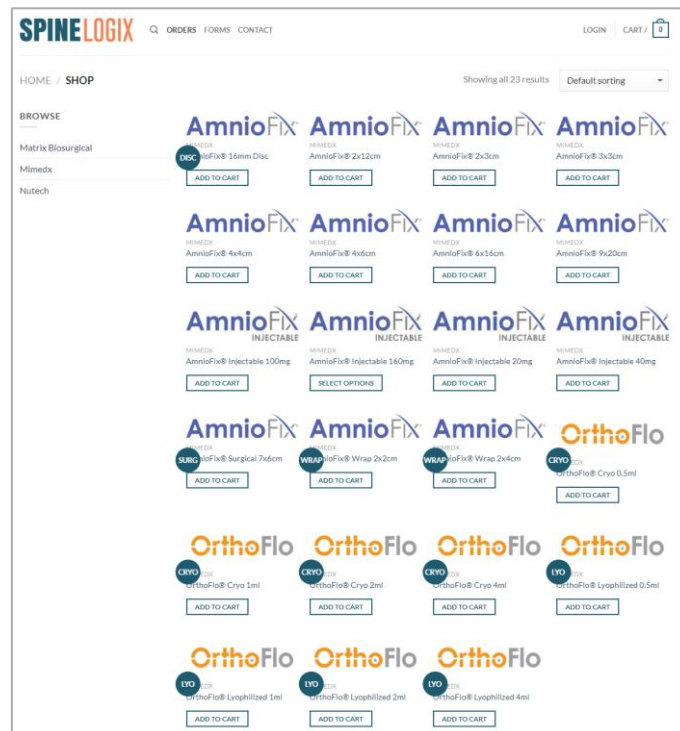 SPINELOGIX ORDERS FORMS CONTACT LOGIN CART / 0
HOME / SHOP Showing all 23 results Default sorting
BROWSE
Matrix Biosurgical
Mimedx
Nutech
AmnioFix AmnioFix AmnioFix AmnioFix
MIMEDX MIMEDX MIMEDX MIMEDX
DISC AmnioFix® 16mm Disc AmnioFix® 2x12cm AmnioFix® 2x3cm AmnioFix® 3x3cm
ADD TO CART ADD TO CART ADD TO CART ADD TO CART
AmnioFix AmnioFix AmnioFix AmnioFix
MIMEDX MIMEDX MIMEDX MIMEDX
AmnioFix® 4x4cm AmnioFix® 4x6cm AmnioFix® 6x16cm AmnioFix® 9x20cm
ADD TO CART ADD TO CART ADD TO CART ADD TO CART
AmnioFix AmnioFix AmnioFix AmnioFix
INJECTABLE INJECTABLE INJECTABLE INJECTABLE
MIMEDX MIMEDX MIMEDX MIMEDX
AmnioFix® Injectable 100mg AmnioFix® Injectable 160mg AmnioFix® Injectable 20mg AmnioFix® Injectable 40mg
ADD TO CART SELECT OPTIONS ADD TO CART ADD TO CART
AmnioFix AmnioFix AmnioFix OrthoFlo
MIMEDX MIMEDX MIMEDX MIMEDX
SURG AmnioFix® Surgical 7x6cm WRAP AmnioFix® Wrap 2x2cm WRAP AmnioFix® Wrap 2x4cm CRYO OrthoFlo® Cryo 0.5ml
ADD TO CART ADD TO CART ADD TO CART ADD TO CART
OrthoFlo OrthoFlo OrthoFlo OrthoFlo
CRYO CRYO CRYO LYO
OrthoFlo® Cryo 1ml OrthoFlo® Cryo 2ml OrthoFlo® Cryo 4ml OrthoFlo® Lyophilized 0.5ml
ADD TO CART ADD TO CART ADD TO CART ADD TO CART
OrthoFlo OrthoFlo OrthoFlo
LYO LYO LYO
OrthoFlo® Lyophilized 1ml OrthoFlo® Lyophilized 2ml OrthoFlo® Lyophilized 4ml
ADD TO CART ADD TO CART ADD TO CART